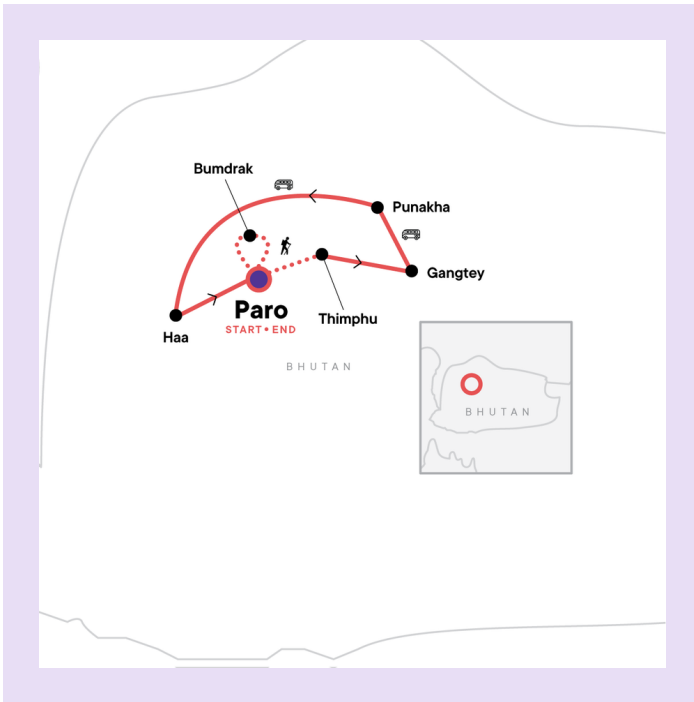 Bumdrak
Punakha
Gangtey
Paro
START • END
Thimphu
Haa
BHUTAN
BHUTAN